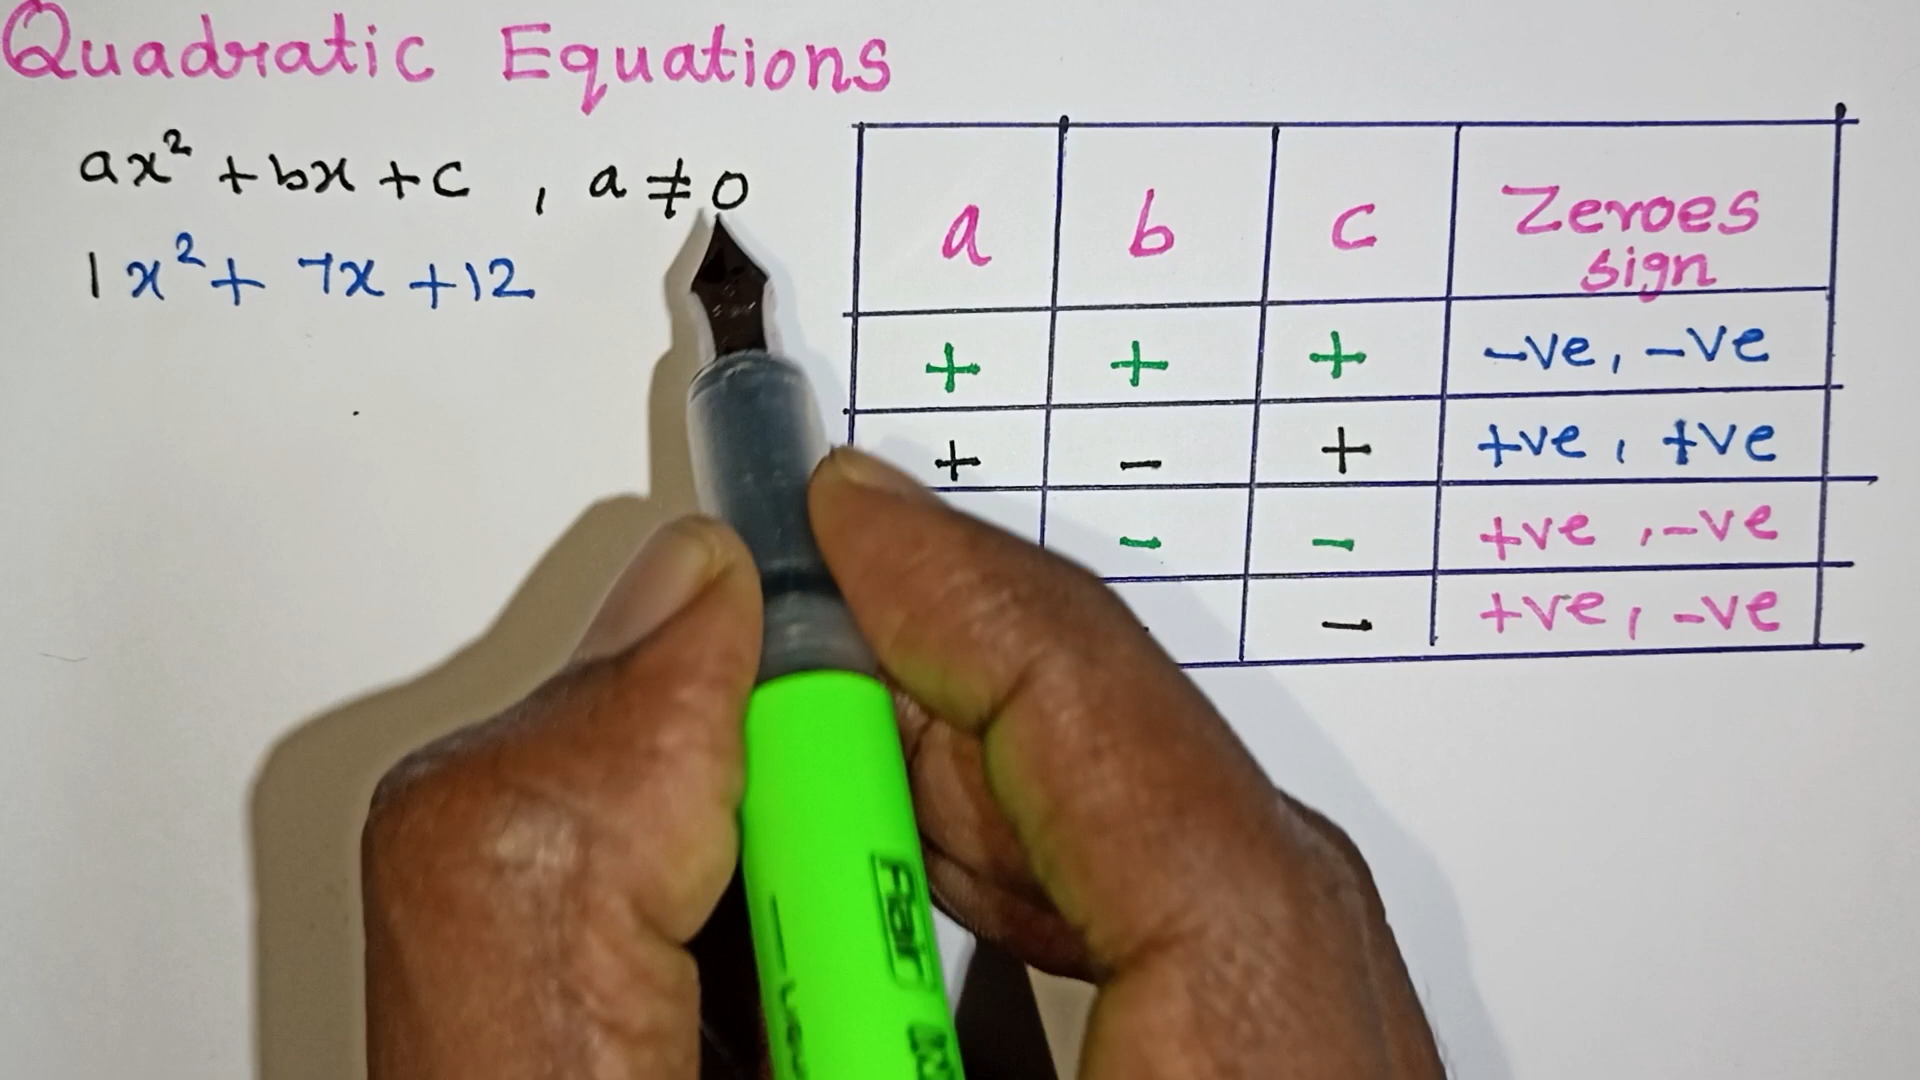 Quadratic Equations
ax² + bx + c , a ≠ 0
1x² + 7x + 12
a b c Zeroes sign
+ + + -ve, -ve
+ - + +ve, +ve
- - +ve, -ve
- +ve, -ve
Flair